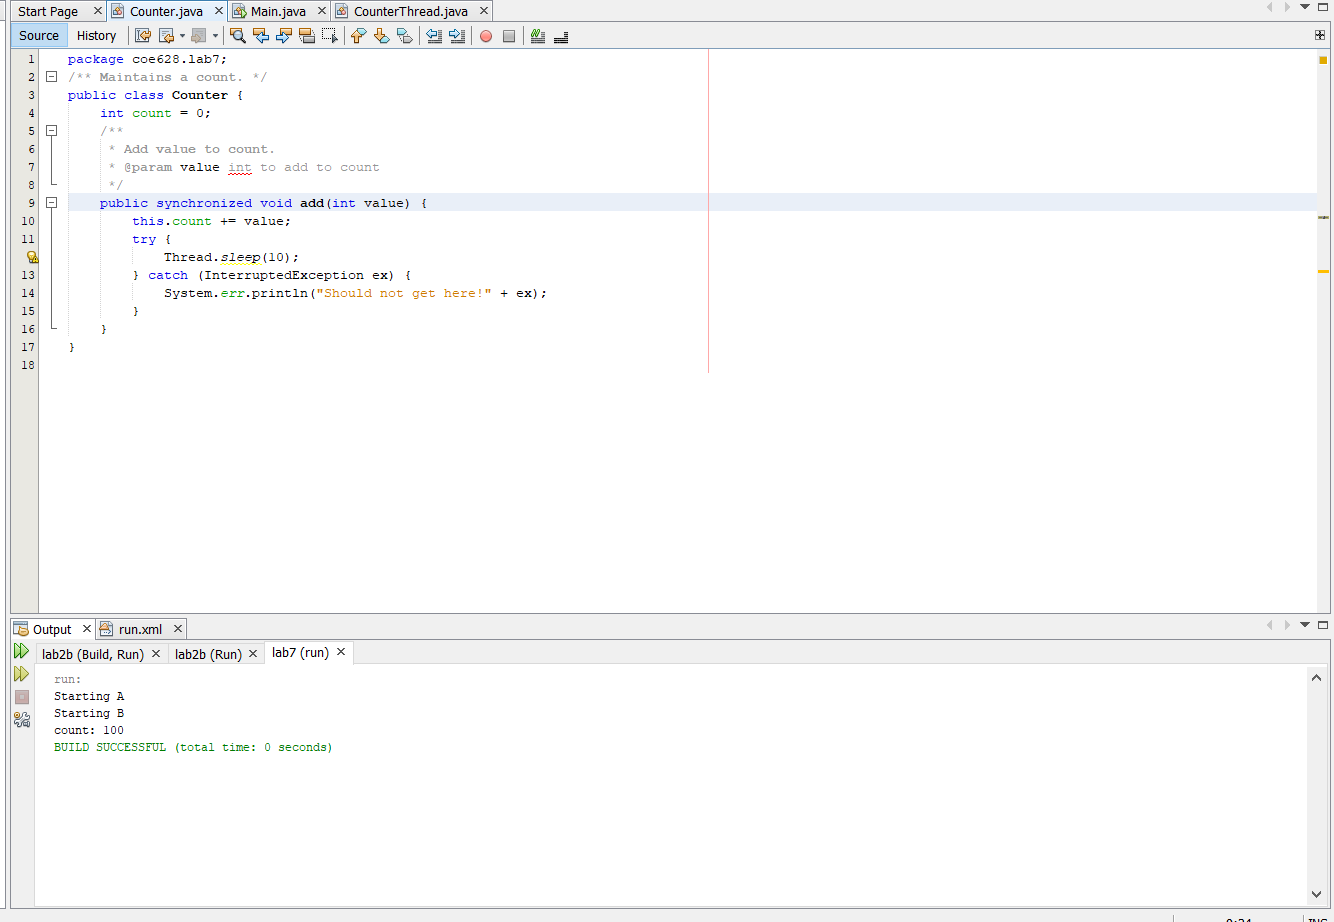 Start Page Counter.java Main.java CounterThread.java
Source History
1 package coe628.lab7;
2 /** Maintains a count. */
3 public class Counter {
4 int count = 0;
5 /**
6 * Add value to count.
7 * @param value int to add to count
8 */
9 public synchronized void add(int value) {
10 this.count += value;
11 try {
Thread.sleep(10);
13 } catch (InterruptedException ex) {
14 System.err.println("Should not get here!" + ex);
15 }
16 }
17 }
18
Output run.xml
lab2b (Build, Run) lab2b (Run) lab7 (run)
run:
Starting A
Starting B
count: 100
BUILD SUCCESSFUL (total time: 0 seconds)